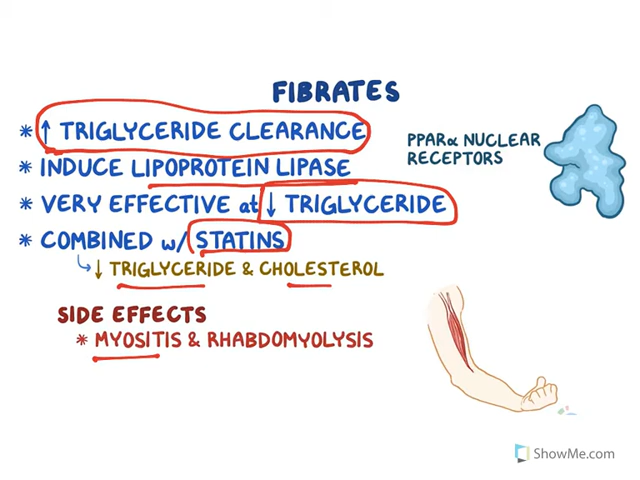 FIBRATES
* ↑ TRIGLYCERIDE CLEARANCE
* INDUCE LIPOPROTEIN LIPASE
* VERY EFFECTIVE at ↓ TRIGLYCERIDE
* COMBINED w/ STATINS
↓ TRIGLYCERIDE & CHOLESTEROL
PPARα NUCLEAR
RECEPTORS
SIDE EFFECTS
* MYOSITIS & RHABDOMYOLYSIS
ShowMe.com